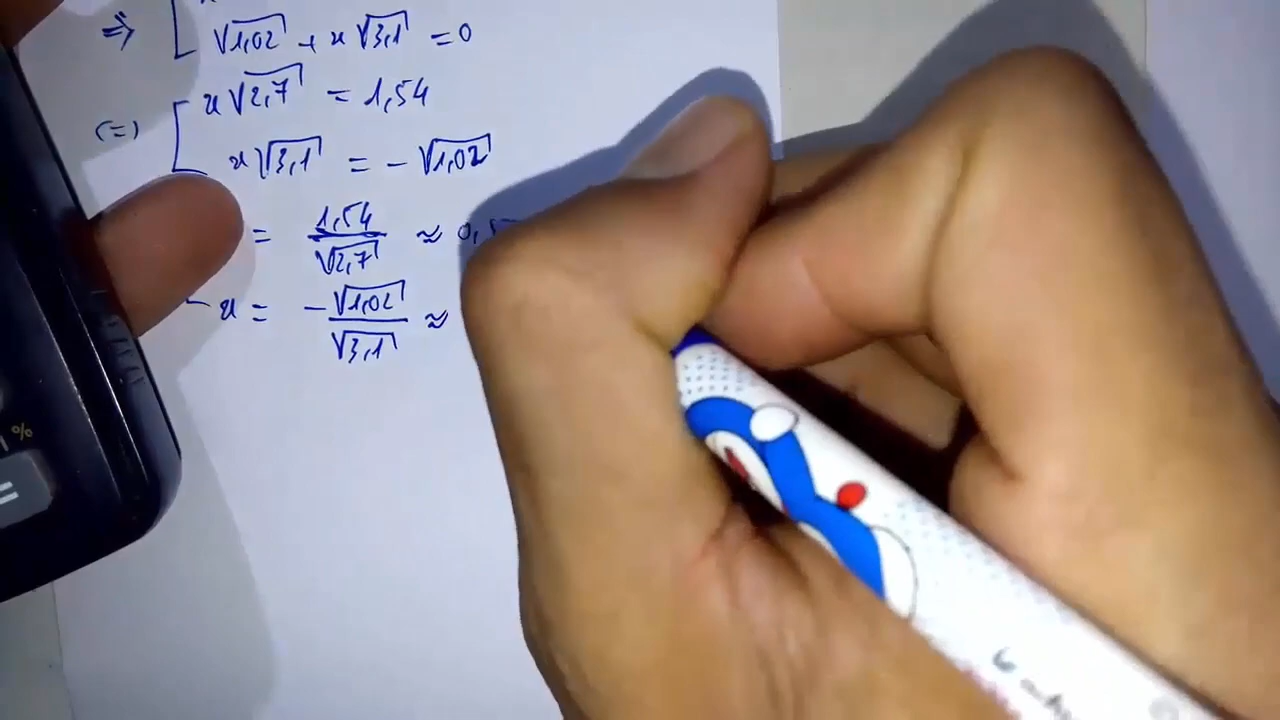 => [ √1,02 + x√3,1 = 0
(=) [ x√2,7 = 1,54
x√3,1 = -√1,02
= 1,54/√2,7 ≈ 0,
x = -√1,02/√3,1 ≈
%
=